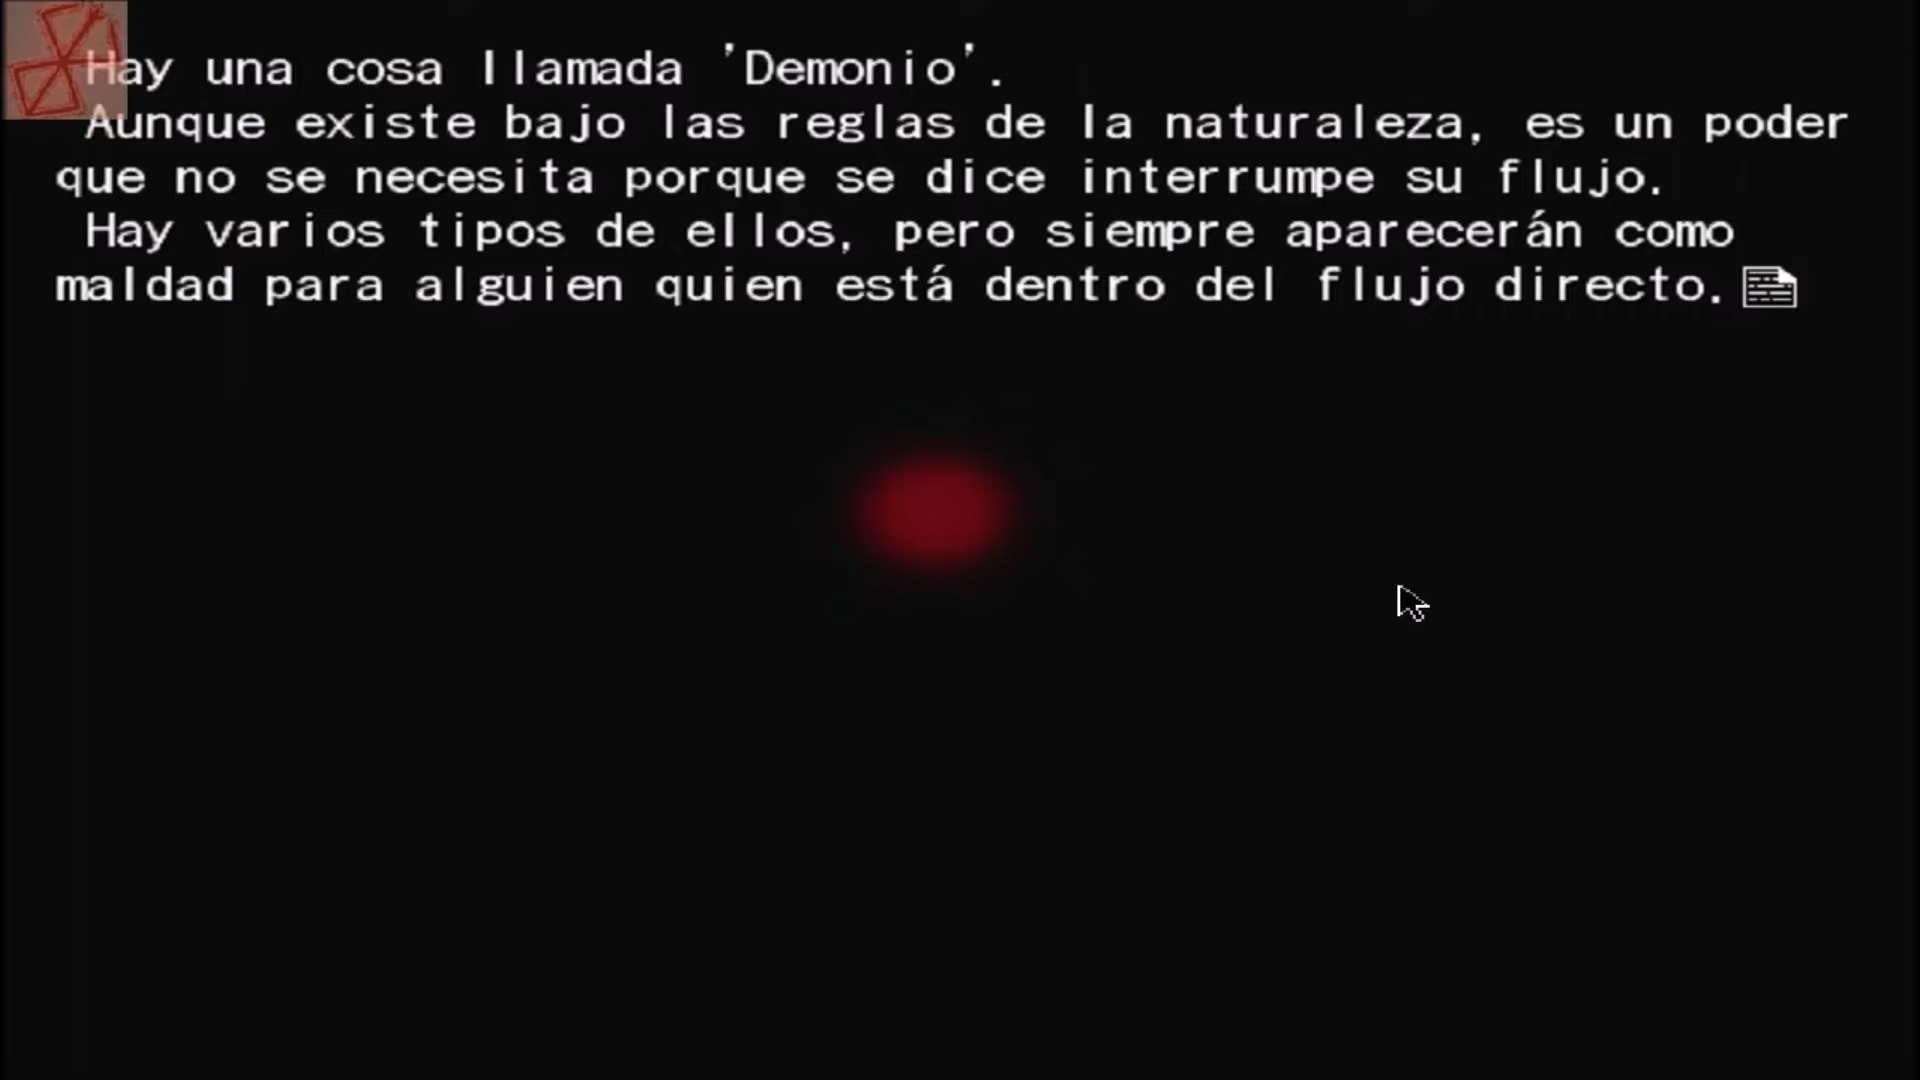 Hay una cosa llamada 'Demonio'.
Aunque existe bajo las reglas de la naturaleza, es un poder
que no se necesita porque se dice interrumpe su flujo.
Hay varios tipos de ellos, pero siempre aparecerán como
maldad para alguien quien está dentro del flujo directo.